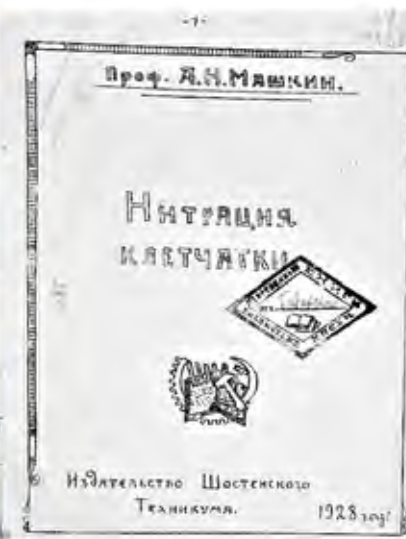 -1-
Проф. А.Н. Машкин.
Нитрация
клетчатки
Издательство Шостенского
Техникума.
1928 год.